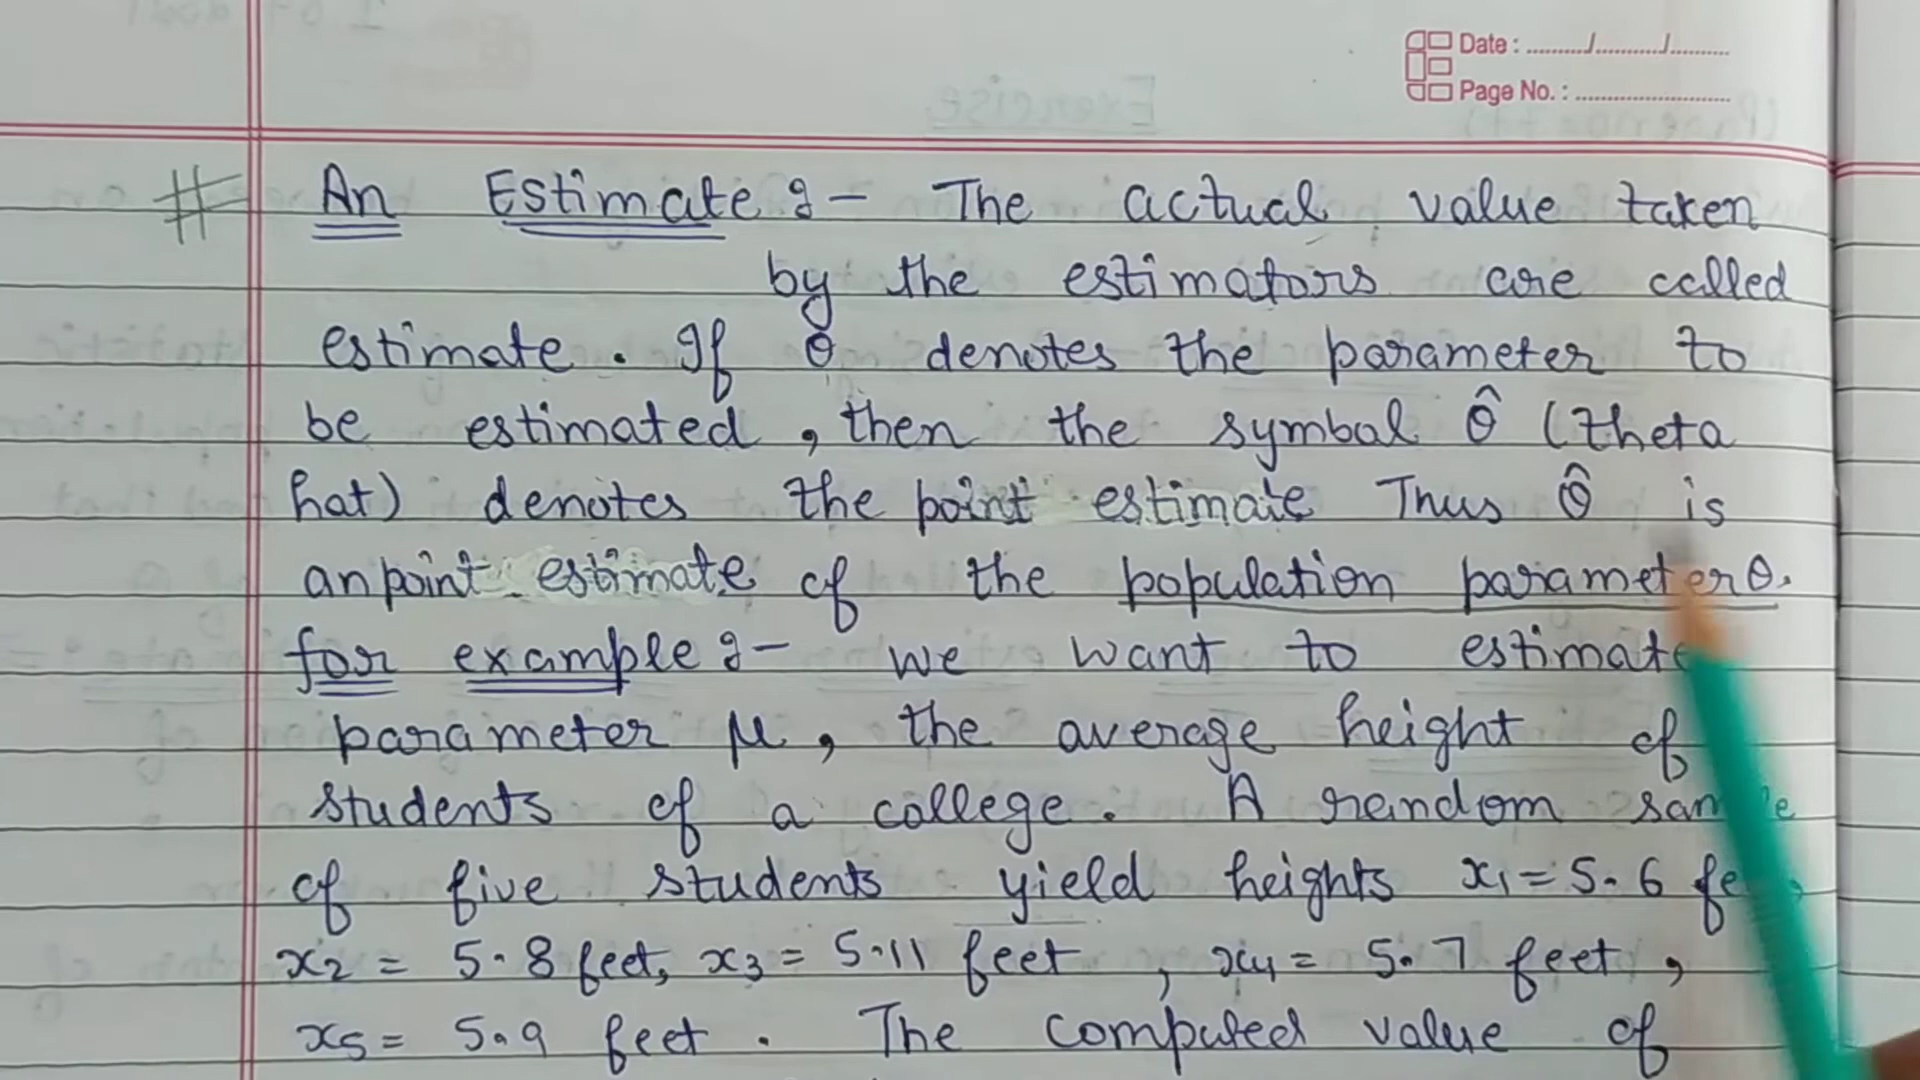 Date : ........../.........../..........
Page No. : ...........................
# An Estimate :- The actual value taken
by the estimators are called
estimate. If θ denotes the parameter to
be estimated, then the symbol θ̂ (theta
hat) denotes the point estimate Thus θ̂ is
an point estimate of the population parameter θ.
for example :- we want to estimate
parameter μ, the average height of
students of a college. A random sample
of five students yield heights x₁ = 5.6
x₂ = 5.8 feet, x₃ = 5.11 feet, x₄ = 5.7 feet,
x₅ = 5.9 feet. The computed value of